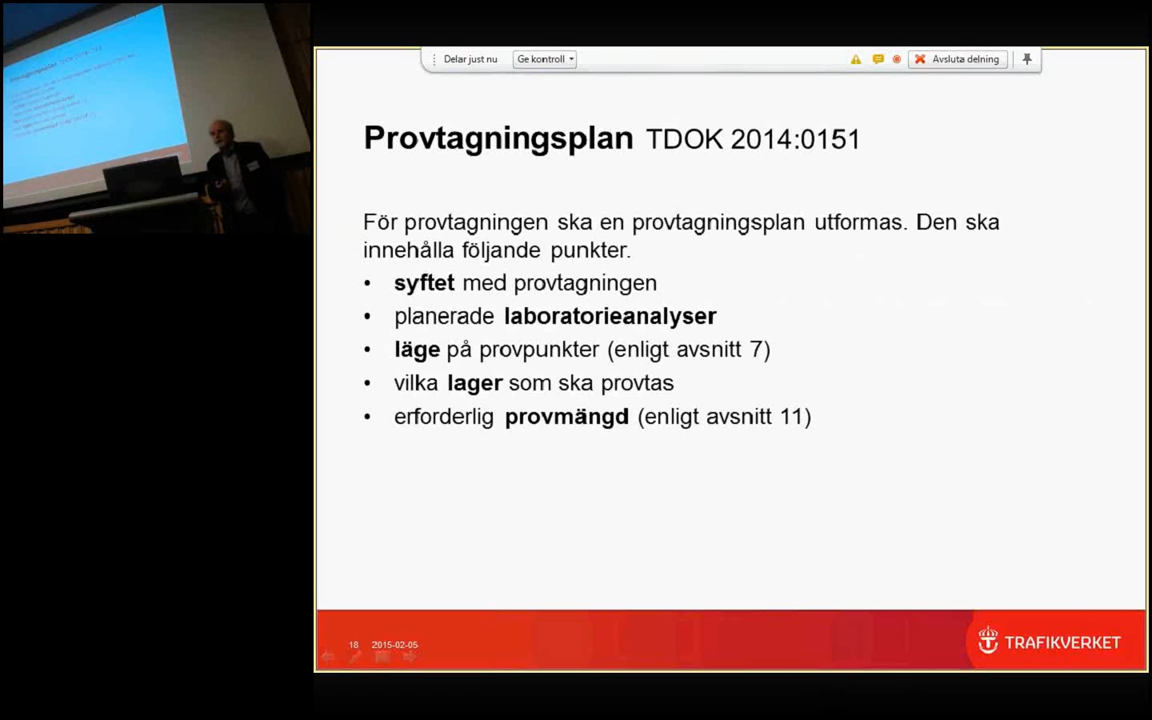 Delar just nu
Ge kontroll
Avsluta delning
Provtagningsplan TDOK 2014:0151
För provtagningen ska en provtagningsplan utformas. Den ska
innehålla följande punkter.
• syftet med provtagningen
• planerade laboratorieanalyser
• läge på provpunkter (enligt avsnitt 7)
• vilka lager som ska provtas
• erforderlig provmängd (enligt avsnitt 11)
18 2015-02-05
TRAFIKVERKET